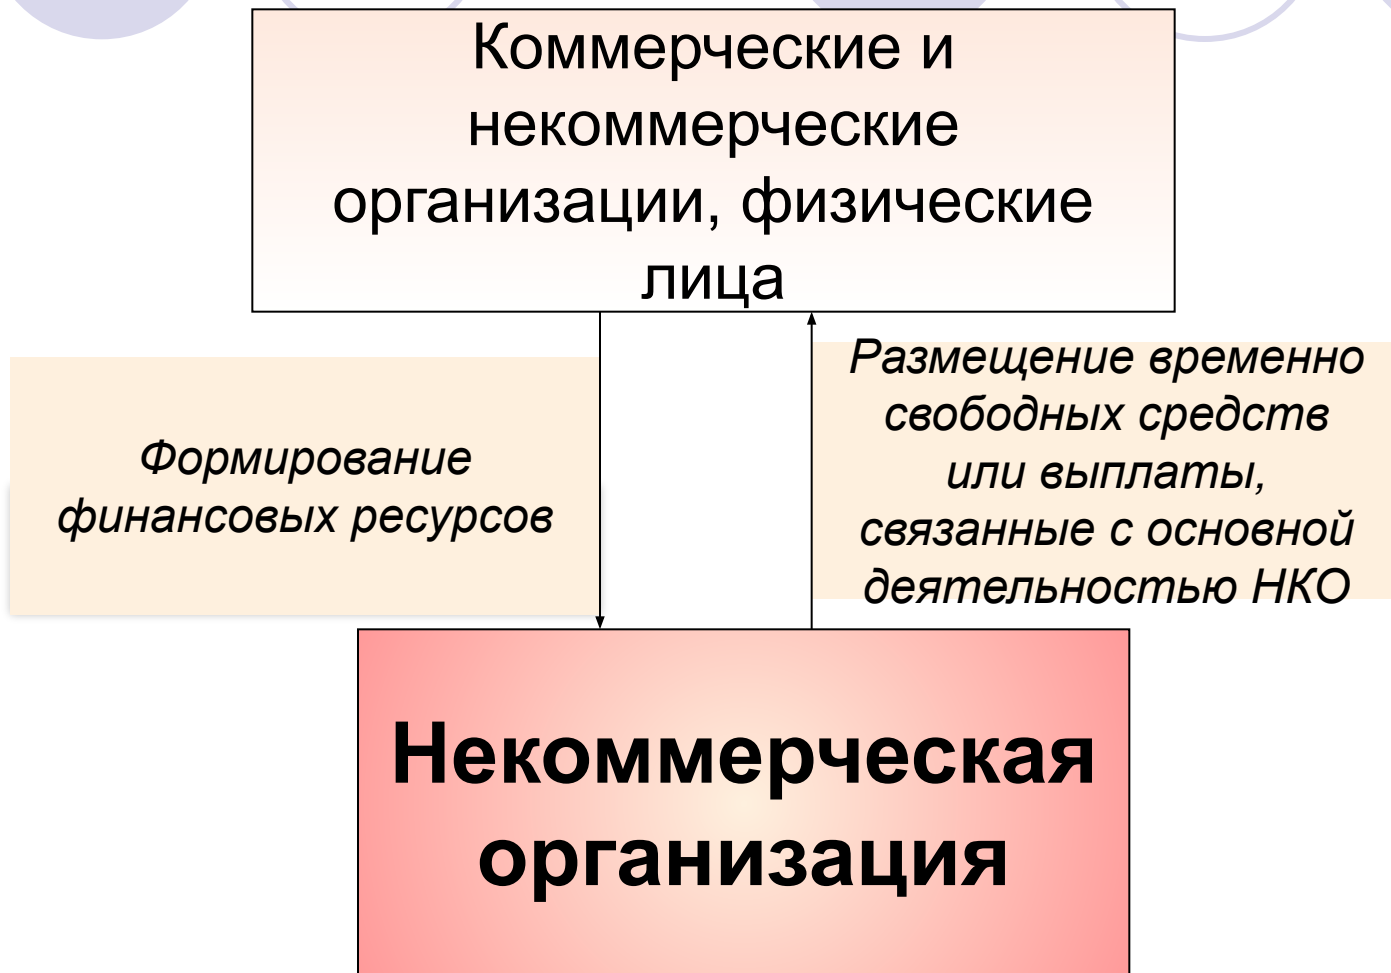 Коммерческие и
некоммерческие
организации, физические
лица
Формирование
финансовых ресурсов
Размещение временно
свободных средств
или выплаты,
связанные с основной
деятельностью НКО
Некоммерческая
организация